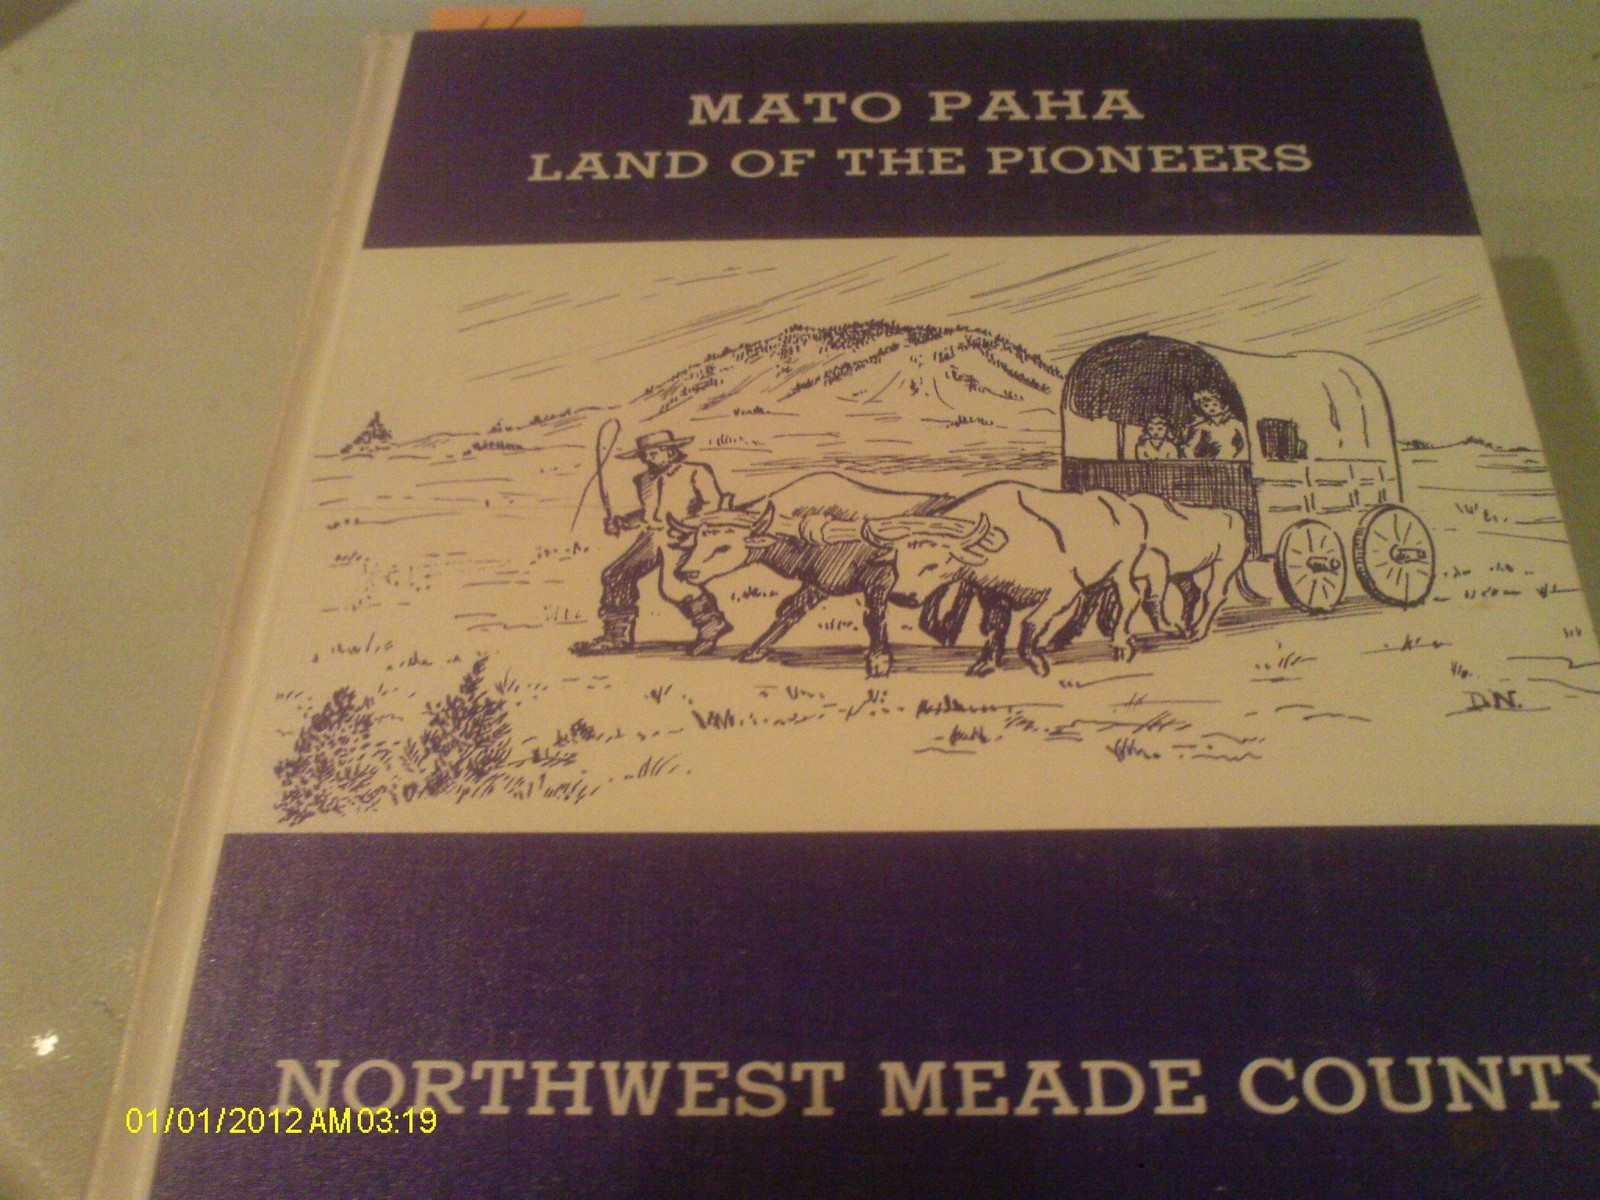 MATO PAHA
LAND OF THE PIONEERS
D.N.
NORTHWEST MEADE COUNTY
01/01/2012 AM 03:19